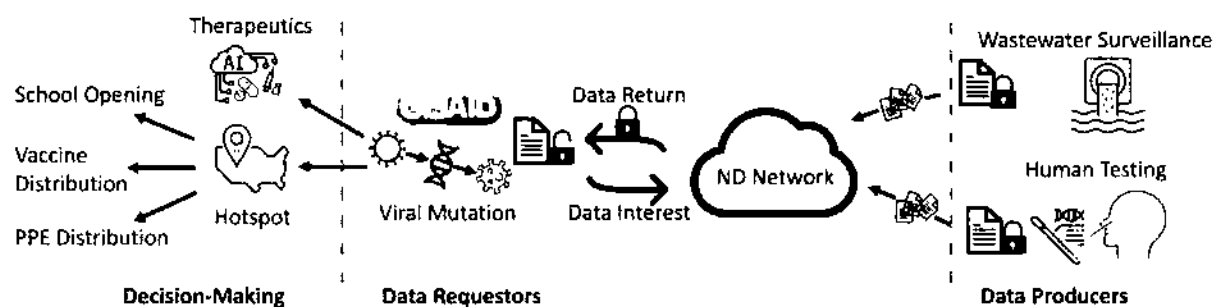 Therapeutics
AI
School Opening
Vaccine
Distribution
PPE Distribution
Hotspot
Viral Mutation
Data Return
Data Interest
ND Network
Wastewater Surveillance
Human Testing
Decision-Making
Data Requestors
Data Producers